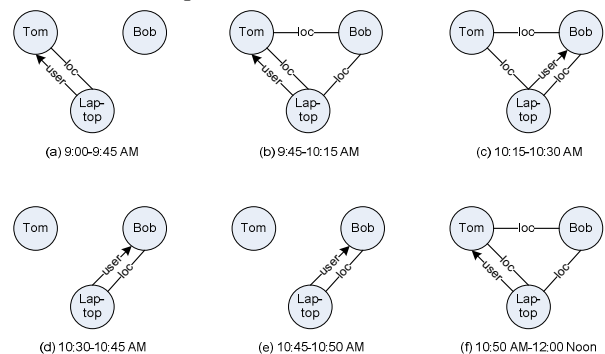 Tom
Bob
loc
user
Lap-
top
(a) 9:00-9:45 AM
Tom
loc
Bob
loc
user
loc
Lap-
top
(b) 9:45-10:15 AM
Tom
loc
Bob
loc
user
loc
Lap-
top
(c) 10:15-10:30 AM
Tom
Bob
user
loc
Lap-
top
(d) 10:30-10:45 AM
Tom
Bob
user
loc
Lap-
top
(e) 10:45-10:50 AM
Tom
loc
Bob
loc
user
loc
Lap-
top
(f) 10:50 AM-12:00 Noon